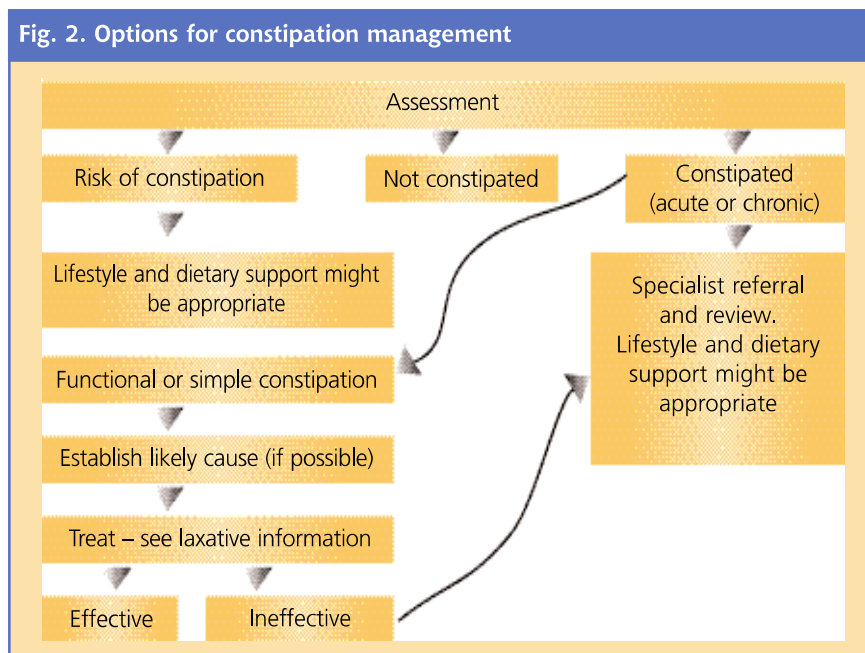 Fig. 2. Options for constipation management
Assessment
Risk of constipation
Not constipated
Constipated
(acute or chronic)
Lifestyle and dietary support might
be appropriate
Specialist referral
and review.
Lifestyle and dietary
support might be
appropriate
Functional or simple constipation
Establish likely cause (if possible)
Treat – see laxative information
Effective
Ineffective